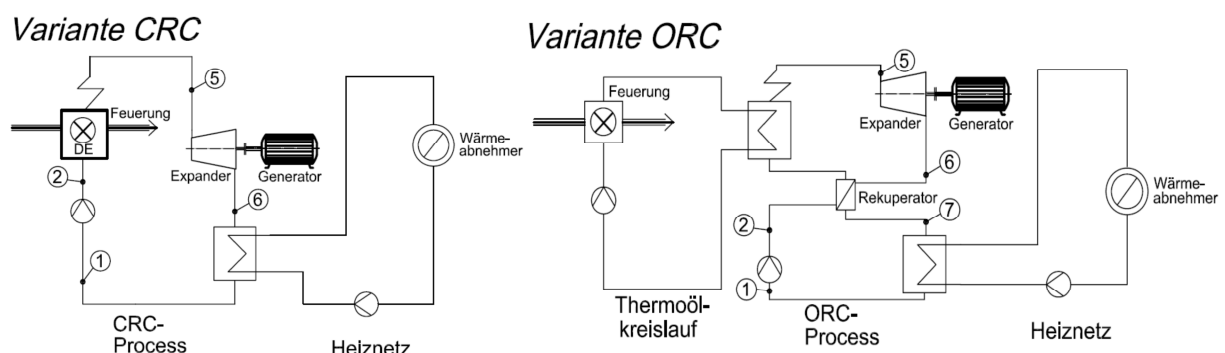 Variante CRC
5
Feuerung
DE
2
Expander
Generator
6
1
Wärme-
abnehmer
CRC-
Process
Heiznetz
Variante ORC
5
Feuerung
Expander
Generator
6
Rekuperator
7
2
1
Wärme-
abnehmer
Thermoöl-
kreislauf
ORC-
Process
Heiznetz